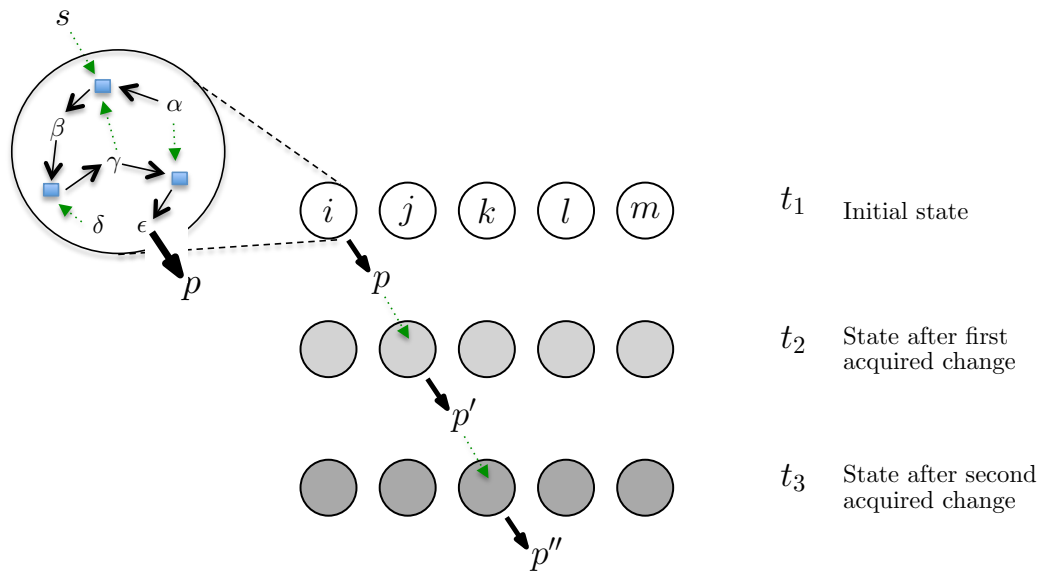 s
α
β
γ
δ
ϵ
p
i j k l m
t₁ Initial state
p
t₂ State after first
acquired change
p′
t₃ State after second
acquired change
p″